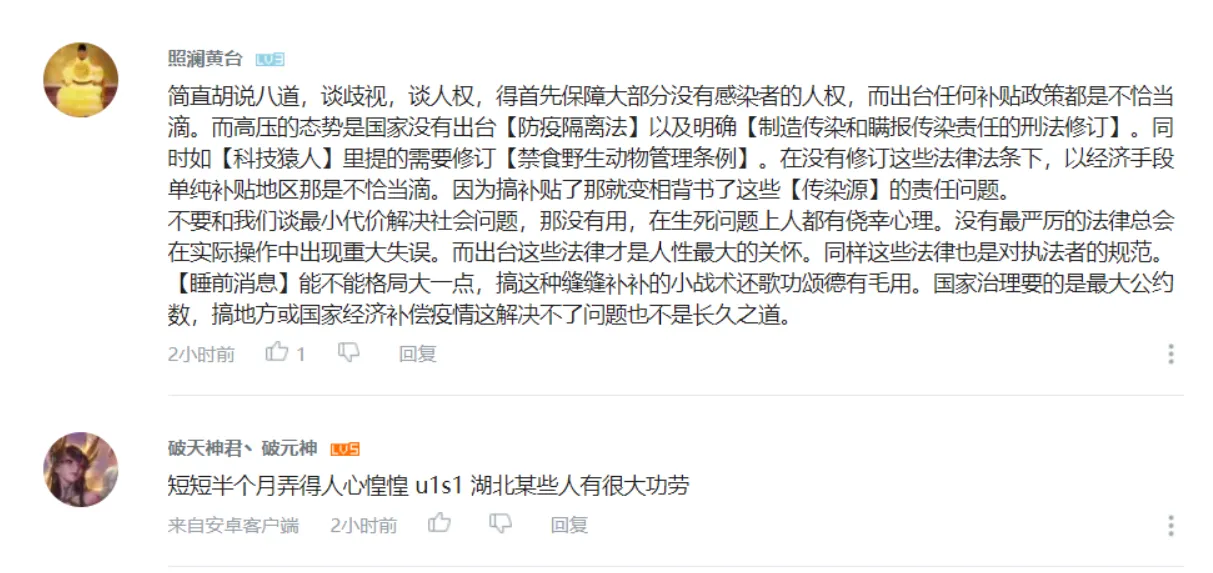 照澜黄台 LV3
简直胡说八道，谈歧视，谈人权，得首先保障大部分没有感染者的人权，而出台任何补贴政策都是不恰当
滴。而高压的态势是国家没有出台【防疫隔离法】以及明确【制造传染和瞒报传染责任的刑法修订】。同
时如【科技猿人】里提的需要修订【禁食野生动物管理条例】。在没有修订这些法律法条下，以经济手段
单纯补贴地区那是不恰当滴。因为搞补贴了那就变相背书了这些【传染源】的责任问题。
不要和我们谈最小代价解决社会问题，那没有用，在生死问题上人都有侥幸心理。没有最严厉的法律总会
在实际操作中出现重大失误。而出台这些法律才是人性最大的关怀。同样这些法律也是对执法者的规范。
【睡前消息】能不能格局大一点，搞这种缝缝补补的小战术还歌功颂德有毛用。国家治理要的是最大公约
数，搞地方或国家经济补偿疫情这解决不了问题也不是长久之道。
2小时前 1 回复
破天神君丶破元神 LV5
短短半个月弄得人心惶惶 u1s1 湖北某些人有很大功劳
来自安卓客户端 2小时前 回复